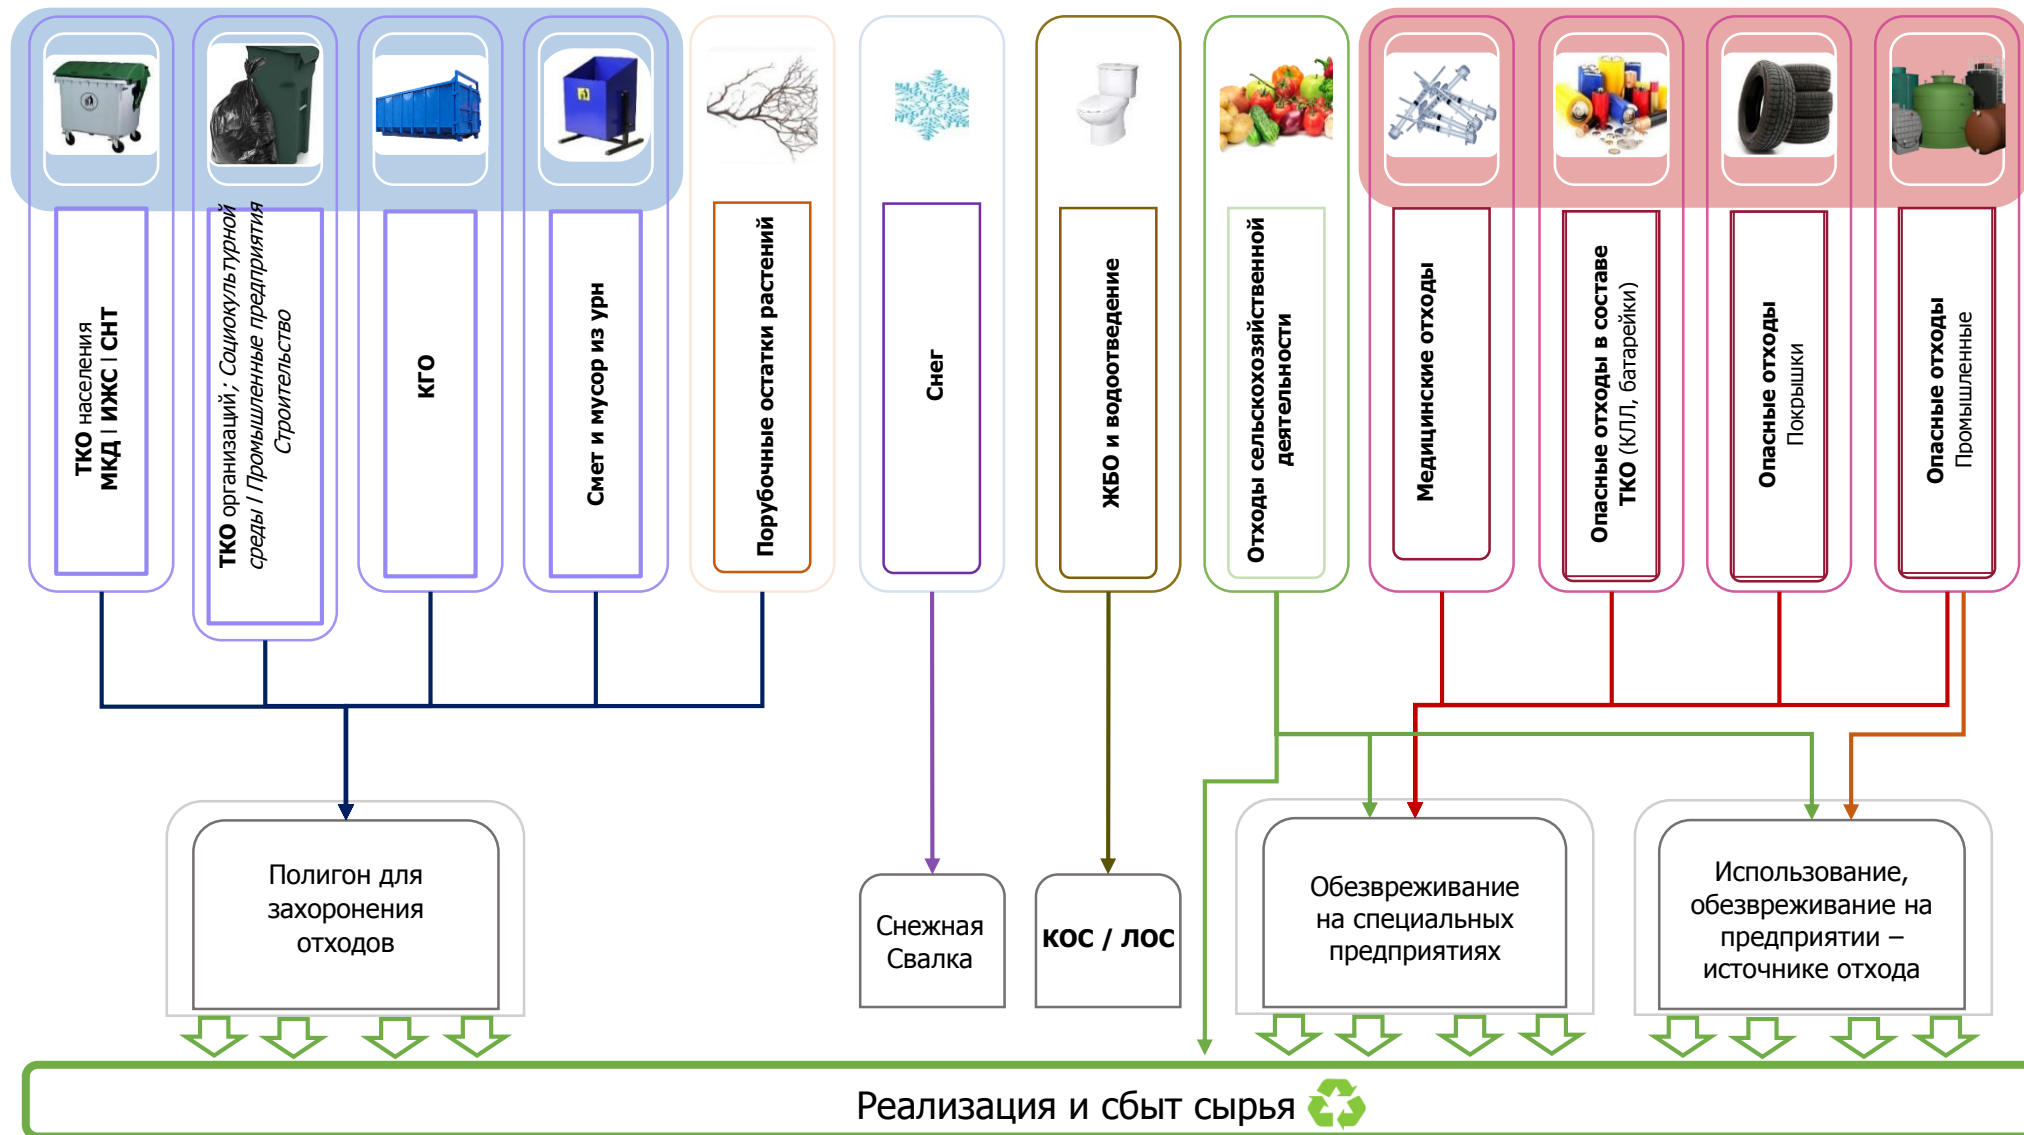 ТКО населения
МКД | ИЖС | СНТ
ТКО организаций; Социокультурной
среды | Промышленные предприятия
Строительство
КГО
Смет и мусор из урн
Порубочные остатки растений
Снег
ЖБО и водоотведение
Отходы сельскохозяйственной
деятельности
Медицинские отходы
Опасные отходы в составе
ТКО (КЛЛ, батарейки)
Опасные отходы
Покрышки
Опасные отходы
Промышленные
Полигон для
захоронения
отходов
Снежная
Свалка
КОС / ЛОС
Обезвреживание
на специальных
предприятиях
Использование,
обезвреживание на
предприятии –
источнике отхода
Реализация и сбыт сырья